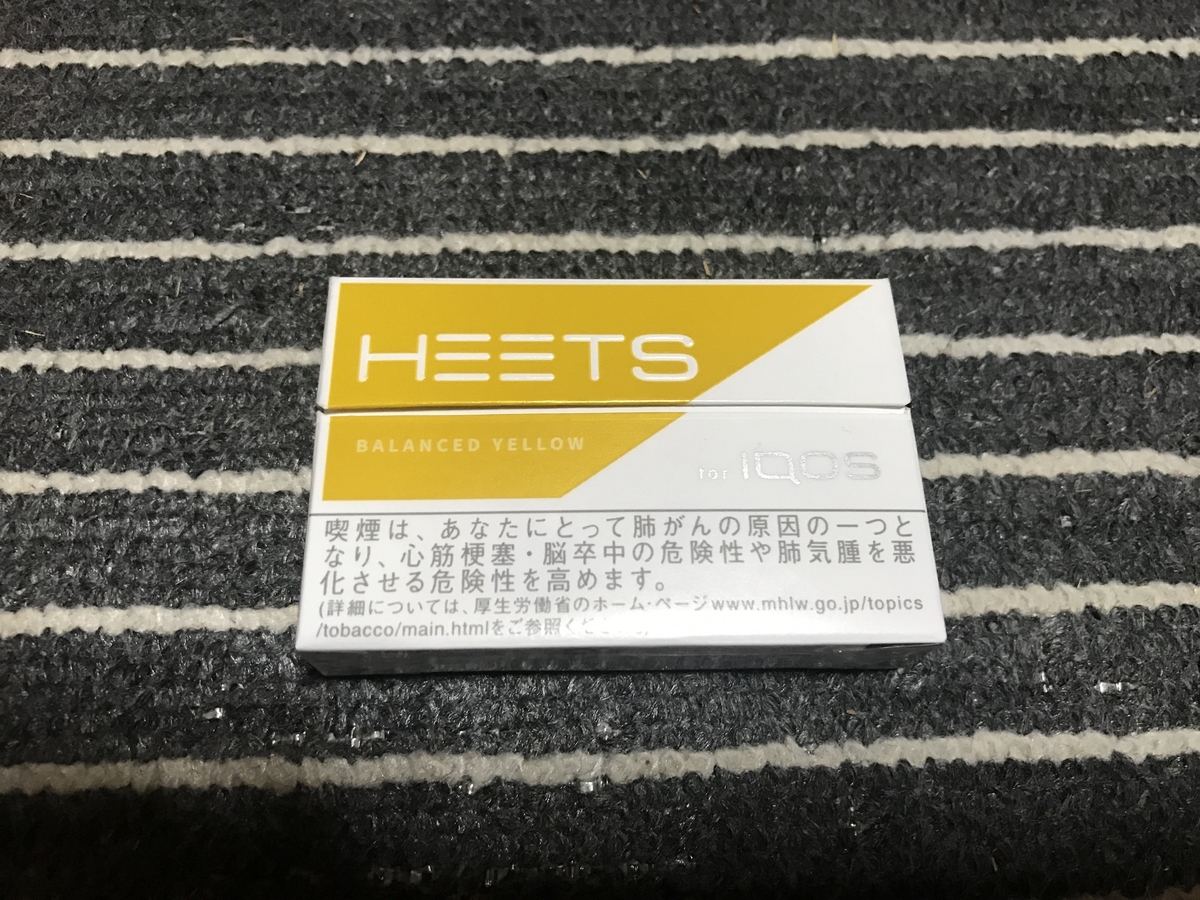 HEETS
BALANCED YELLOW
for IQOS
喫煙は、あなたにとって肺がんの原因の一つと
なり、心筋梗塞・脳卒中の危険性や肺気腫を悪
化させる危険性を高めます。
(詳細については、厚生労働省のホーム・ページwww.mhlw.go.jp/topics
/tobacco/main.htmlをご参照ください。)